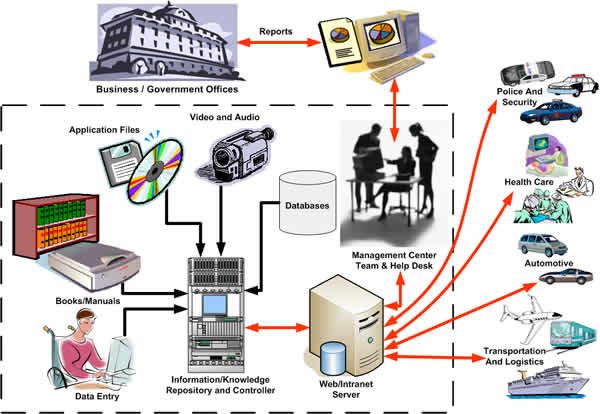 Reports
Business / Government Offices
Police And
Security
Video and Audio
Application Files
Health Care
Databases
Automotive
Management Center
Team & Help Desk
Books/Manuals
Transportation
And Logistics
Information/Knowledge
Repository and Controller
Web/Intranet
Server
Data Entry